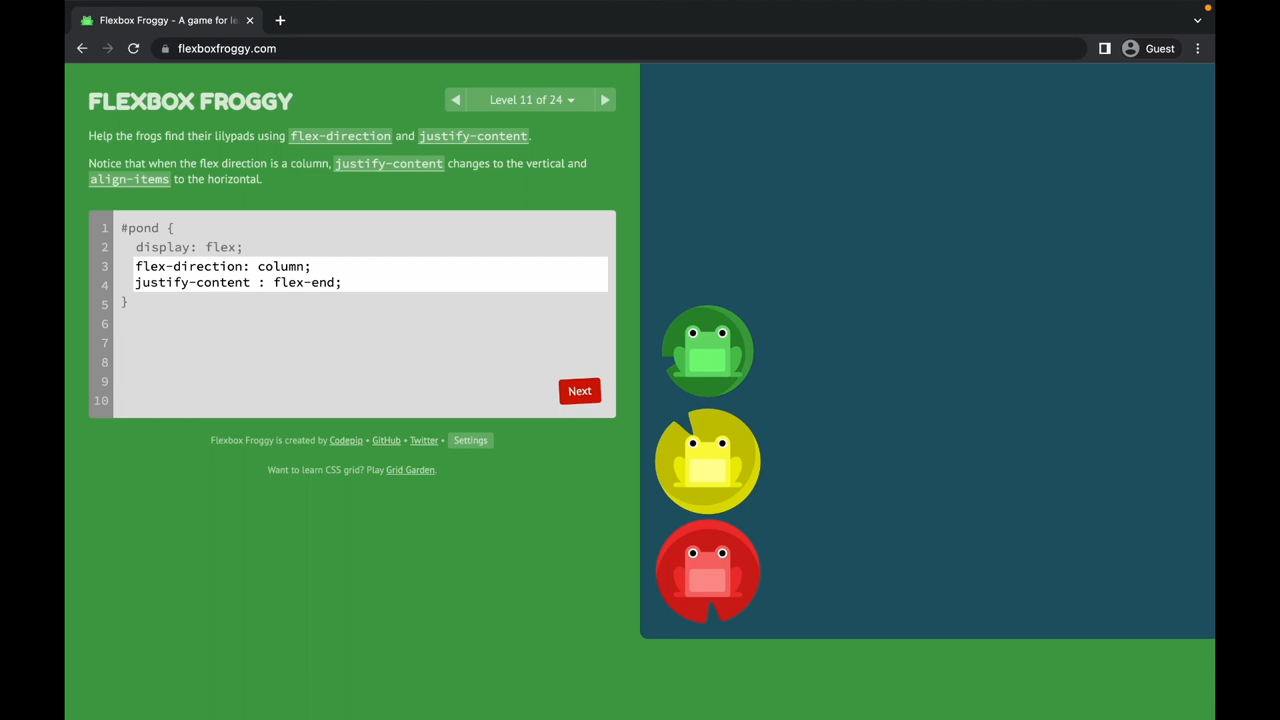 Flexbox Froggy - A game for le
flexboxfroggy.com
Guest
FLEXBOX FROGGY
Level 11 of 24
Help the frogs find their lilypads using flex-direction and justify-content.
Notice that when the flex direction is a column, justify-content changes to the vertical and
align-items to the horizontal.
1 #pond {
2 display: flex;
3 flex-direction: column;
4 justify-content : flex-end;
5 }
6
7
8
9
10
Next
Flexbox Froggy is created by Codepip • GitHub • Twitter • Settings
Want to learn CSS grid? Play Grid Garden.